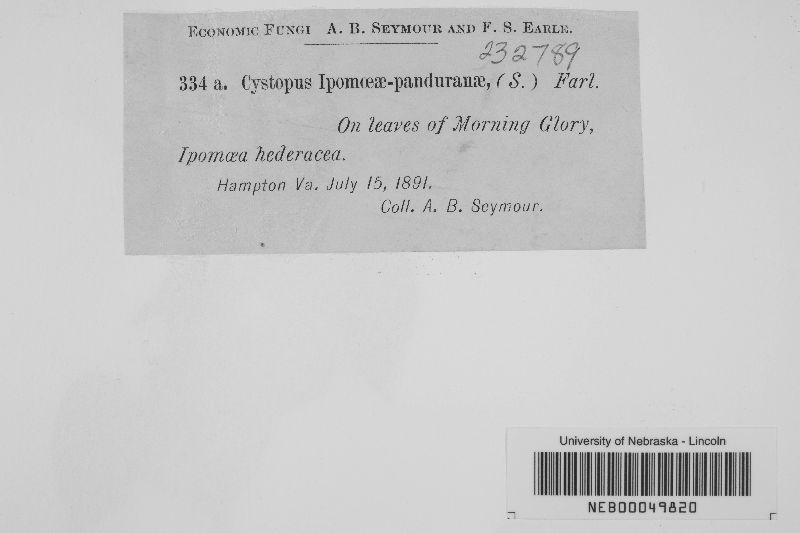 Economic Fungi A. B. Seymour and F. S. Earle.
232789
334 a. Cystopus Ipomœæ-panduranæ, (S.) Farl.
On leaves of Morning Glory,
Ipomœa hederacea.
Hampton Va. July 15, 1891.
Coll. A. B. Seymour.
University of Nebraska - Lincoln
NEB00049820